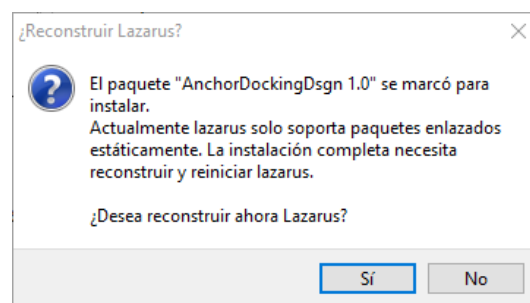 ¿Reconstruir Lazarus?
El paquete "AnchorDockingDsgn 1.0" se marcó para
instalar.
Actualmente lazarus solo soporta paquetes enlazados
estáticamente. La instalación completa necesita
reconstruir y reiniciar lazarus.
¿Desea reconstruir ahora Lazarus?
Sí
No